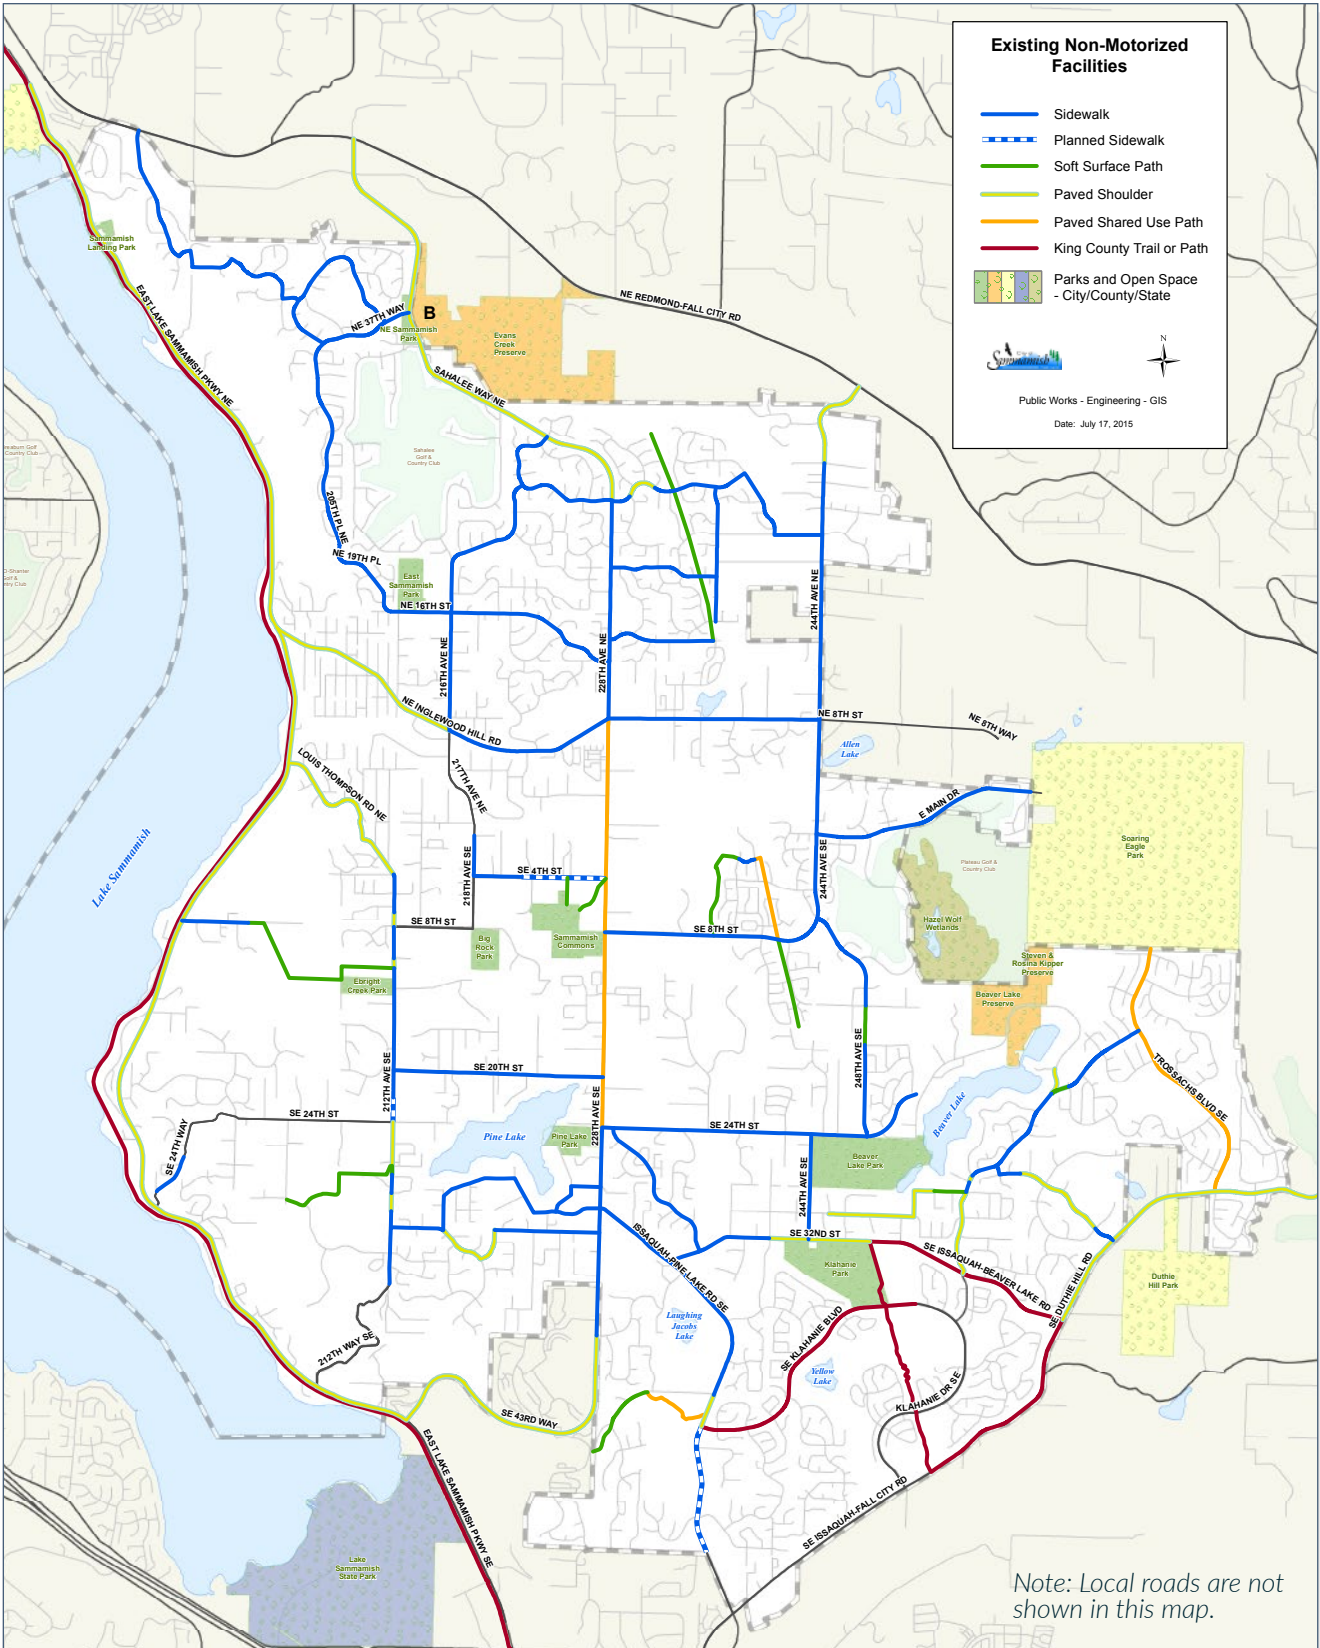 Existing Non-Motorized
Facilities
Sidewalk
Planned Sidewalk
Soft Surface Path
Paved Shoulder
Paved Shared Use Path
King County Trail or Path
Parks and Open Space
- City/County/State
Sammamish
N
Public Works - Engineering - GIS
Date: July 17, 2015
Sammamish
Landing Park
EAST LAKE SAMMAMISH PKWY NE
NE 37TH WAY
B
NE Sammamish
Park
Evans
Creek
Preserve
NE REDMOND-FALL CITY RD
SAHALEE WAY NE
Sahalee
Golf &
Country Club
Golf
Country Club
205TH PL NE
NE 19TH PL
East
Sammamish
Park
NE 16TH ST
216TH AVE NE
228TH AVE NE
244TH AVE NE
NE INGLEWOOD HILL RD
NE 8TH ST
NE 8TH WAY
Allen
Lake
LOUIS THOMPSON RD NE
217TH AVE NE
E MAIN DR
Lake Sammamish
218TH AVE SE
SE 4TH ST
244TH AVE SE
Plateau Golf &
Country Club
Soaring
Eagle
Park
SE 8TH ST
SE 8TH ST
Big
Rock
Park
Sammamish
Commons
Hazel Wolf
Wetlands
Steven &
Rosina Kipper
Preserve
Ebright
Creek Park
Beaver Lake
Preserve
212TH AVE SE
SE 20TH ST
248TH AVE SE
TROSSACHS BLVD SE
SE 24TH ST
SE 24TH WAY
Pine Lake
Pine Lake
Park
228TH AVE SE
SE 24TH ST
Beaver Lake
Beaver
Lake Park
244TH AVE SE
ISSAQUAH-PINE LAKE RD SE
SE 32ND ST
Klahanie
Park
SE ISSAQUAH-BEAVER LAKE RD
SE DUTHIE HILL RD
Duthie
Hill Park
Laughing
Jacobs
Lake
SE KLAHANIE BLVD
Yellow
Lake
212TH WAY SE
KLAHANIE DR SE
SE 43RD WAY
EAST LAKE SAMMAMISH PKWY SE
SE ISSAQUAH-FALL CITY RD
Lake
Sammamish
State Park
Note: Local roads are not
shown in this map.